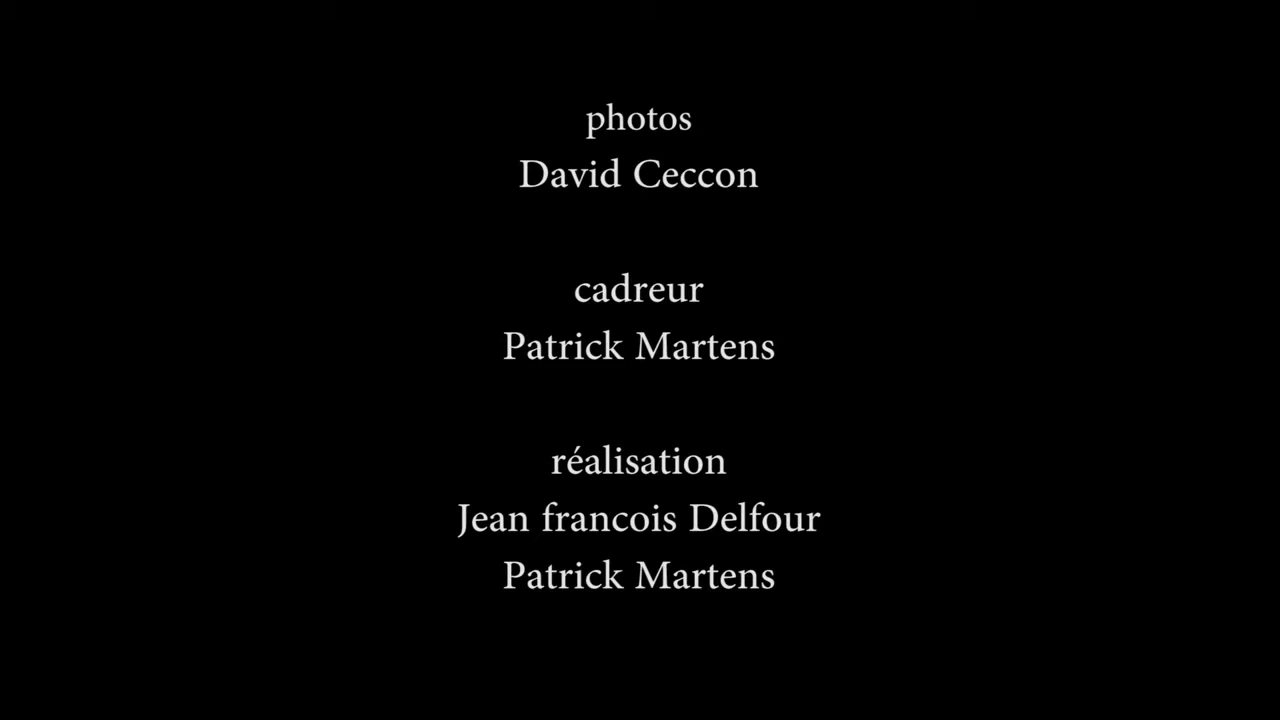 photos
David Ceccon
cadreur
Patrick Martens
réalisation
Jean francois Delfour
Patrick Martens